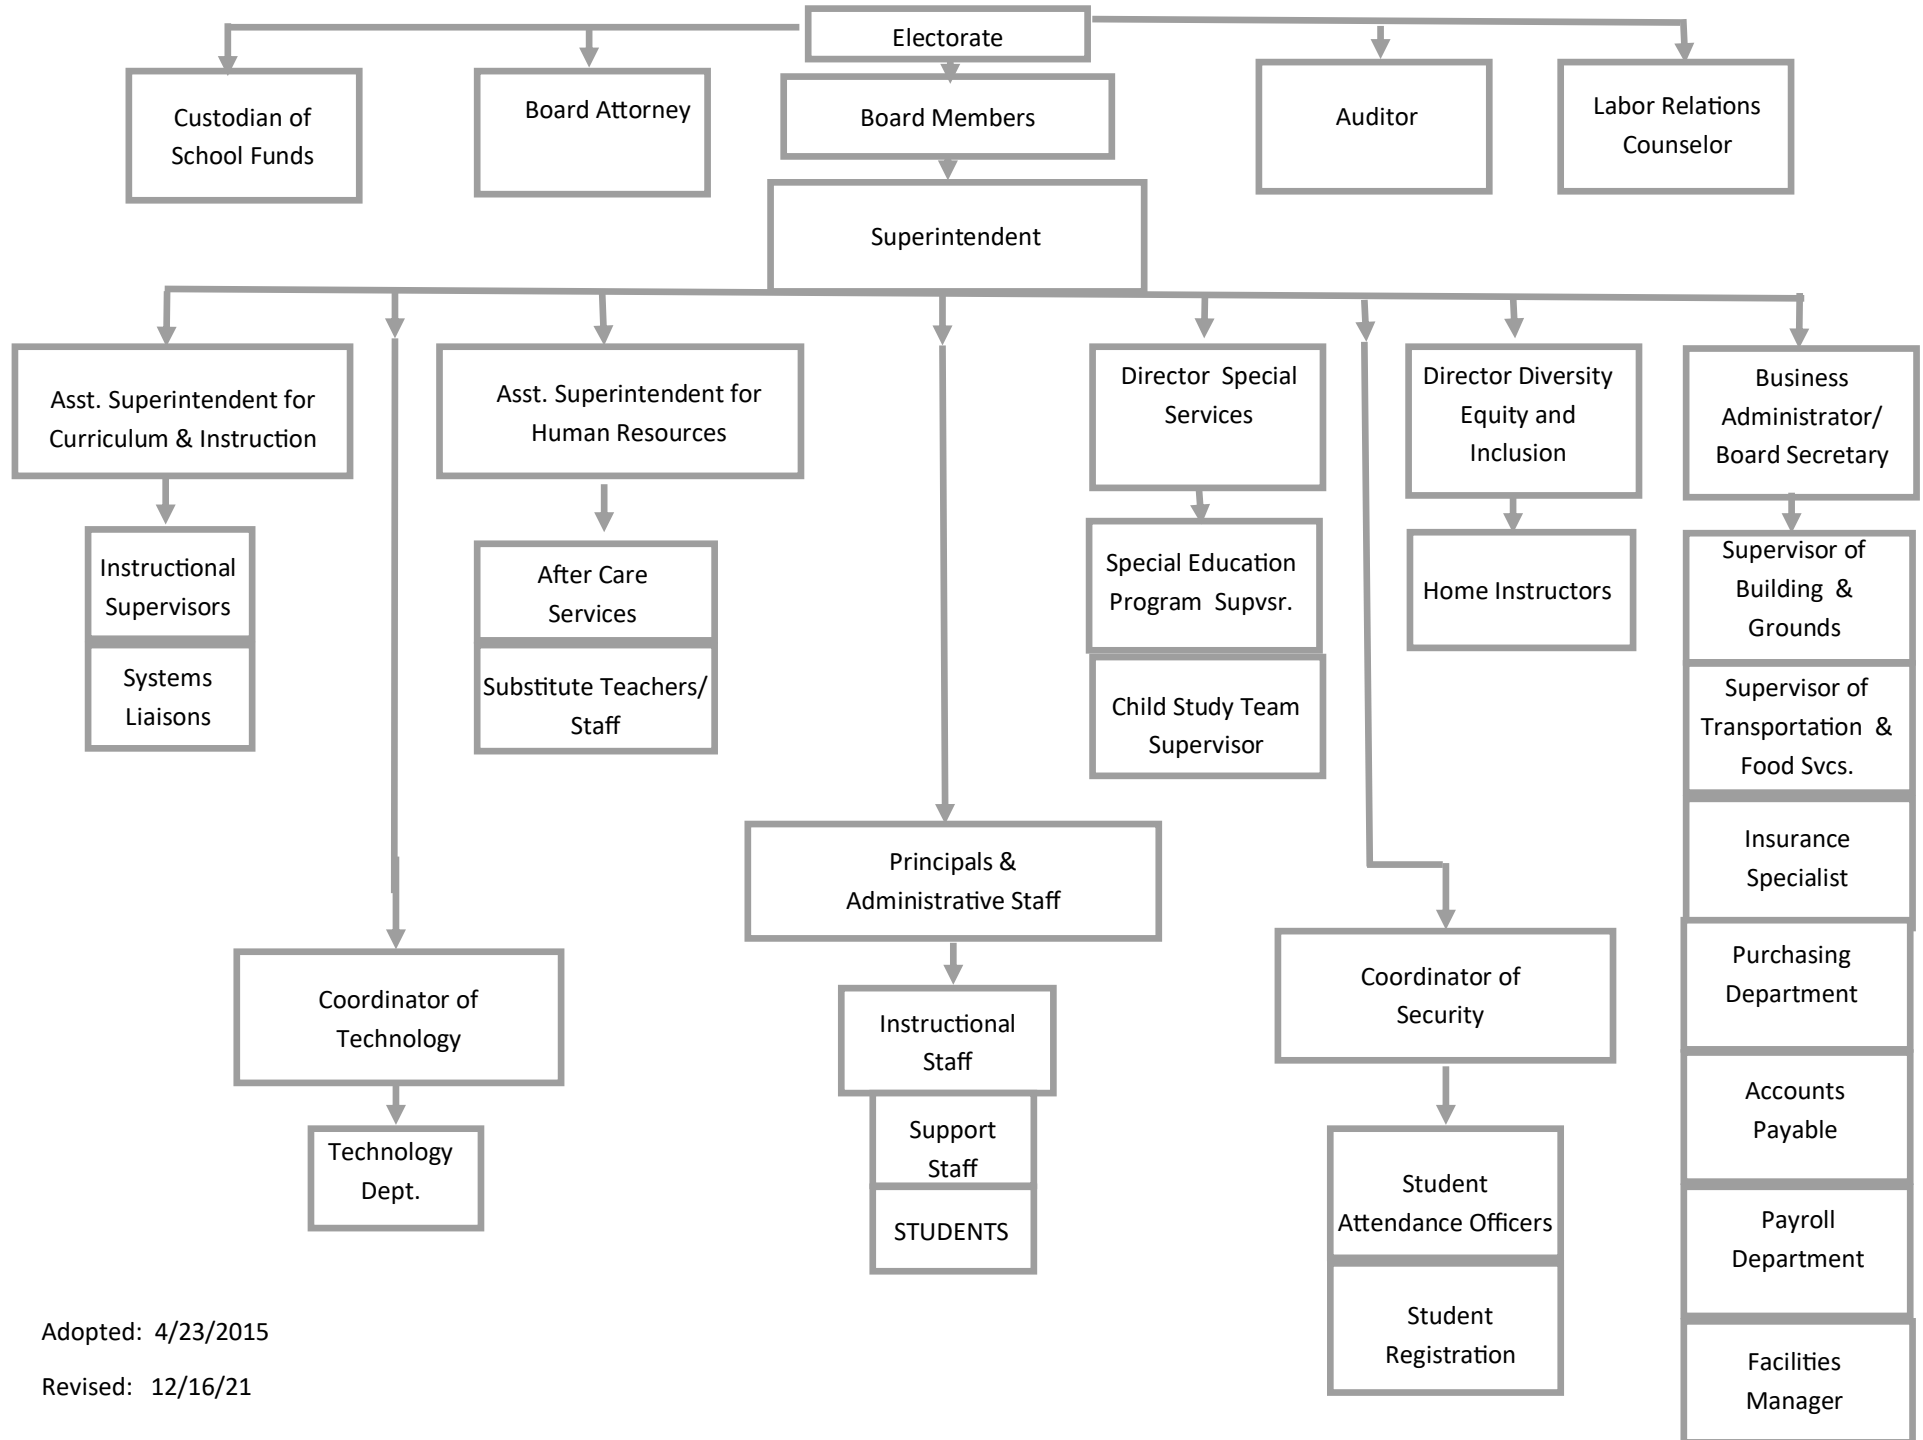 Electorate
Custodian of
School Funds
Board Attorney
Board Members
Auditor
Labor Relations
Counselor
Superintendent
Asst. Superintendent for
Curriculum & Instruction
Asst. Superintendent for
Human Resources
Director Special
Services
Director Diversity
Equity and
Inclusion
Business
Administrator/
Board Secretary
Instructional
Supervisors
Systems
Liaisons
After Care
Services
Substitute Teachers/
Staff
Special Education
Program Supvsr.
Child Study Team
Supervisor
Home Instructors
Supervisor of
Building &
Grounds
Supervisor of
Transportation &
Food Svcs.
Insurance
Specialist
Purchasing
Department
Accounts
Payable
Payroll
Department
Facilities
Manager
Principals &
Administrative Staff
Instructional
Staff
Support
Staff
STUDENTS
Coordinator of
Technology
Technology
Dept.
Coordinator of
Security
Student
Attendance Officers
Student
Registration
Adopted: 4/23/2015
Revised: 12/16/21